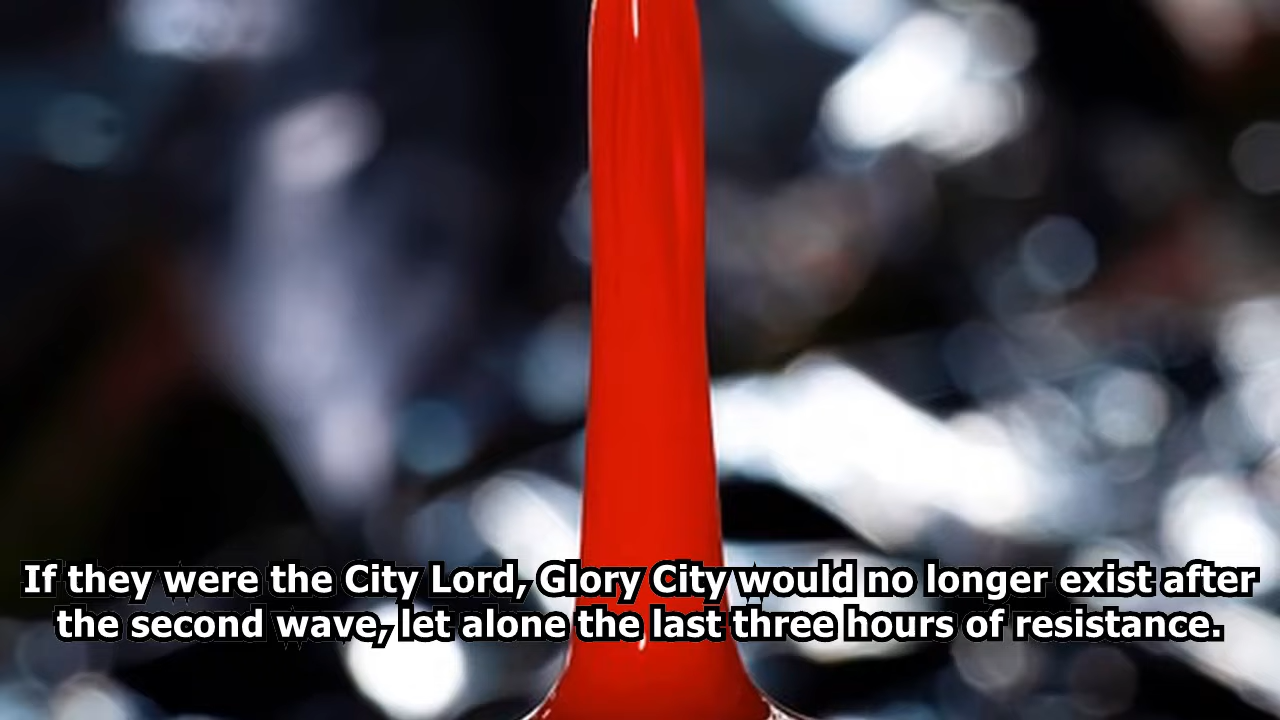 If they were the City Lord, Glory City would no longer exist after
the second wave, let alone the last three hours of resistance.